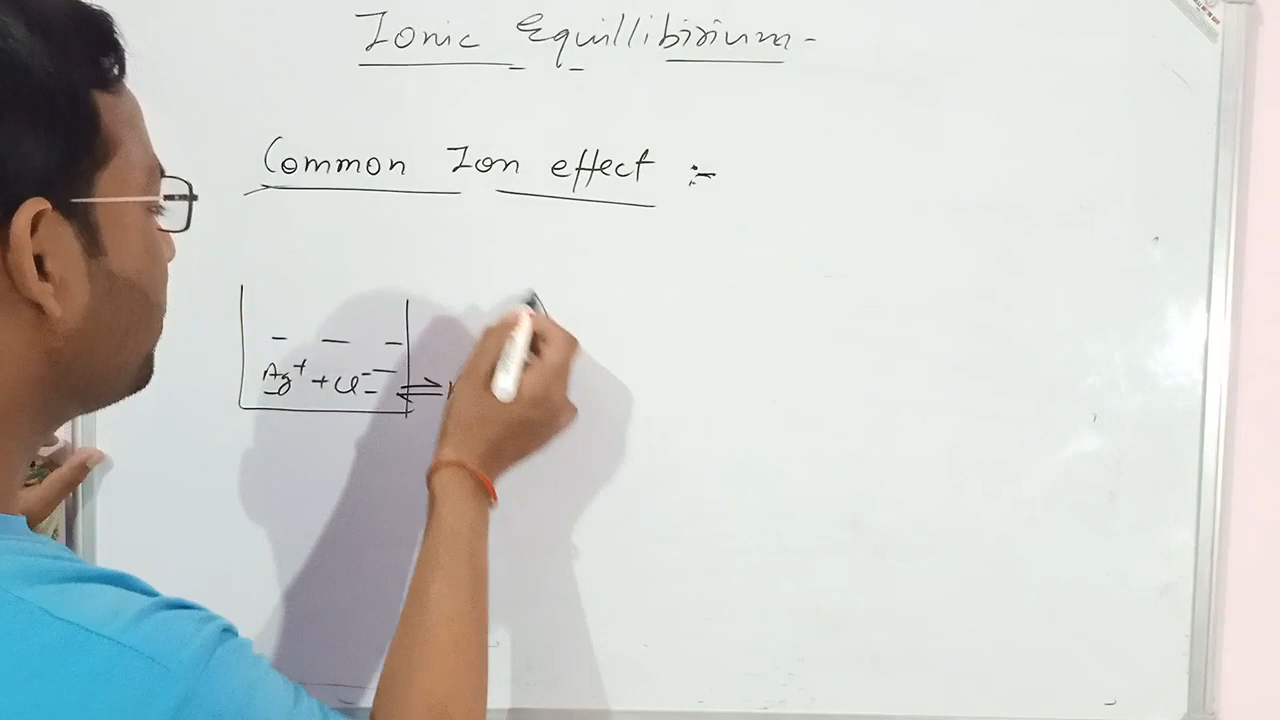 Ionic Equillibirium -
Common Ion effect :-
Ag+ + Cl- ⇌